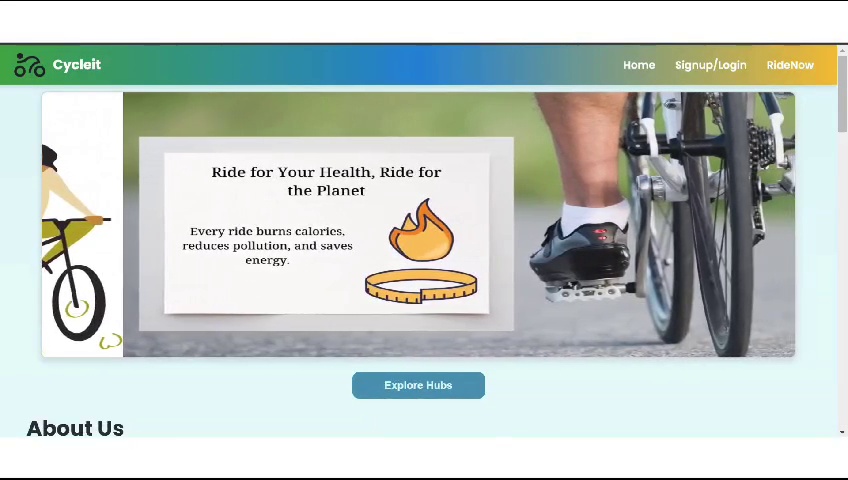 Cycleit
Home Signup/Login RideNow
Ride for Your Health, Ride for
the Planet
Every ride burns calories,
reduces pollution, and saves
energy.
Explore Hubs
About Us